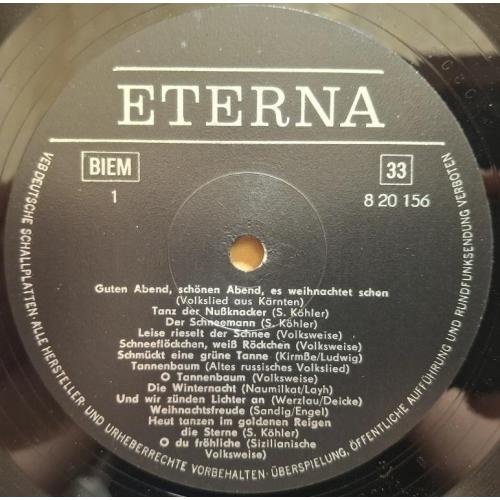 ETERNA
BIEM
33
1
8 20 156
Guten Abend, schönen Abend, es weihnachtet schon
(Volkslied aus Kärnten)
Tanz der Nußknacker (S. Köhler)
Der Schneemann (S. Köhler)
Leise rieselt der Schnee (Volksweise)
Schneeflöckchen, weiß Röckchen (Volksweise)
Schmückt eine grüne Tanne (Kirmße/Ludwig)
Tannenbaum (Altes russisches Volkslied)
O Tannenbaum (Volksweise)
Die Winternacht (Naumilkat/Layh)
Und wir zünden Lichter an (Werzlau/Deicke)
Weihnachtsfreude (Sandig/Engel)
Heut tanzen im goldenen Reigen
die Sterne (S. Köhler)
O du fröhliche (Sizilianische
Volksweise)
VEB DEUTSCHE SCHALLPLATTEN · ALLE HERSTELLER- UND URHEBERRECHTE VORBEHALTEN · ÜBERSPIELUNG, ÖFFENTLICHE AUFFÜHRUNG UND RUNDFUNKSENDUNG VERBOTEN